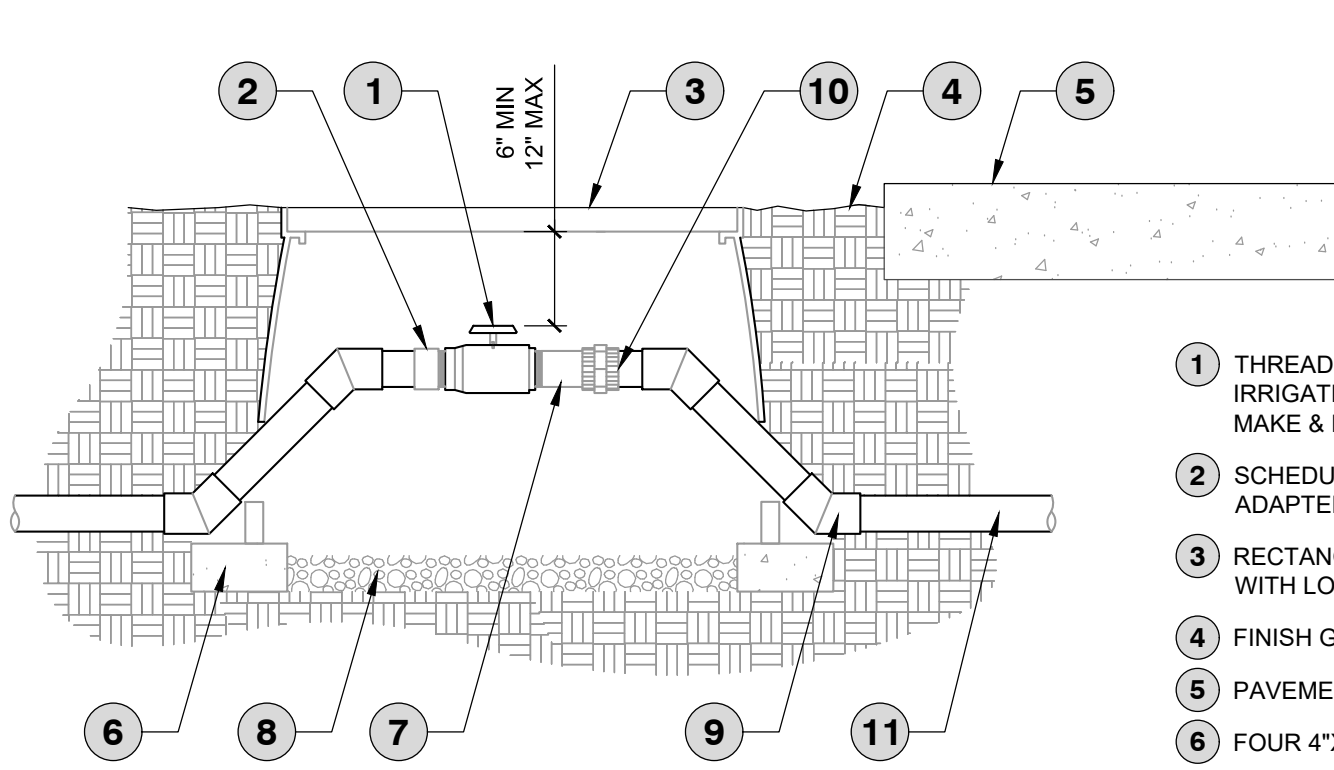 2
1
6" MIN
12" MAX
3
10
4
5
1 THREAD
IRRIGATI
MAKE &
2 SCHEDU
ADAPTE
3 RECTANG
WITH LO
4 FINISH G
5 PAVEME
6 FOUR 4"X
6
8
7
9
11